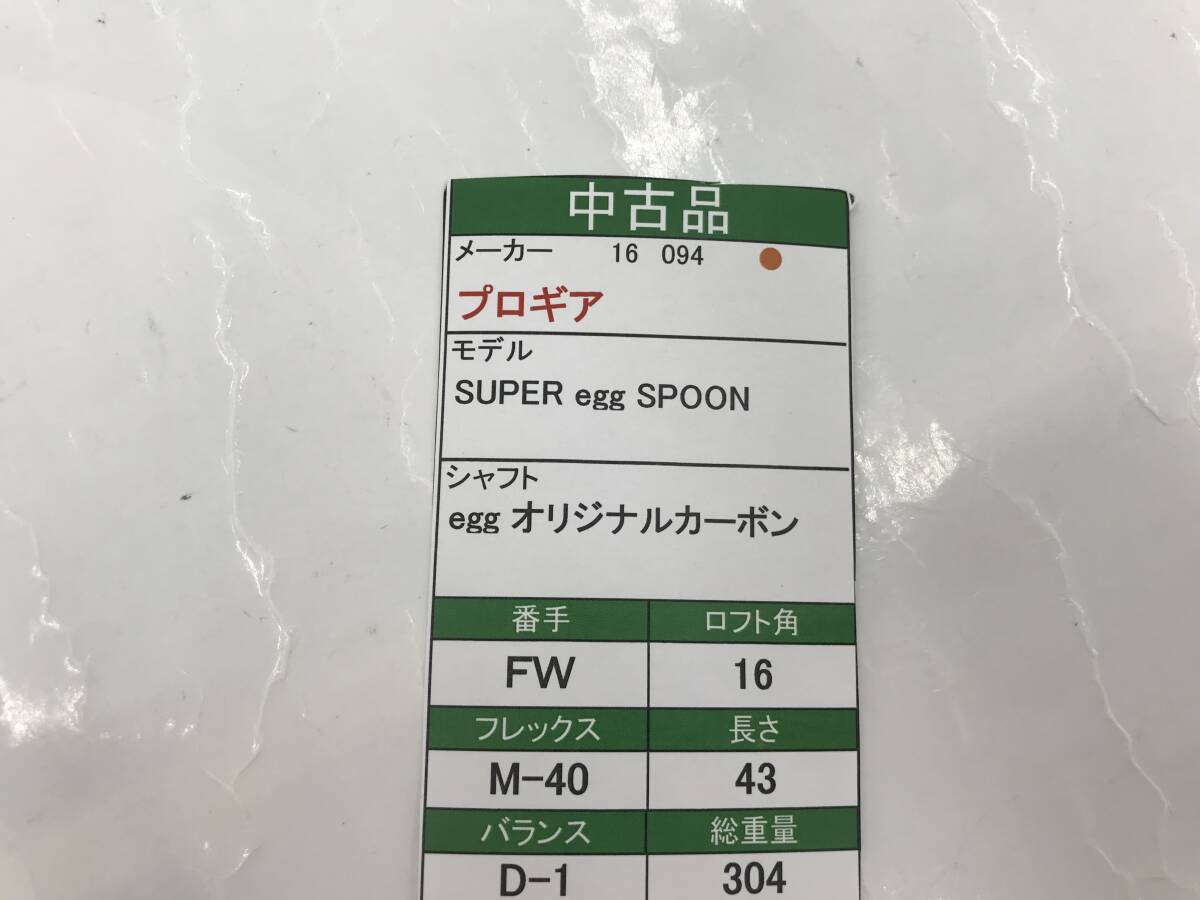 中古品
メーカー 16 094
プロギア
モデル
SUPER egg SPOON
シャフト
egg オリジナルカーボン
番手 ロフト角
FW 16
フレックス 長さ
M-40 43
バランス 総重量
D-1 304